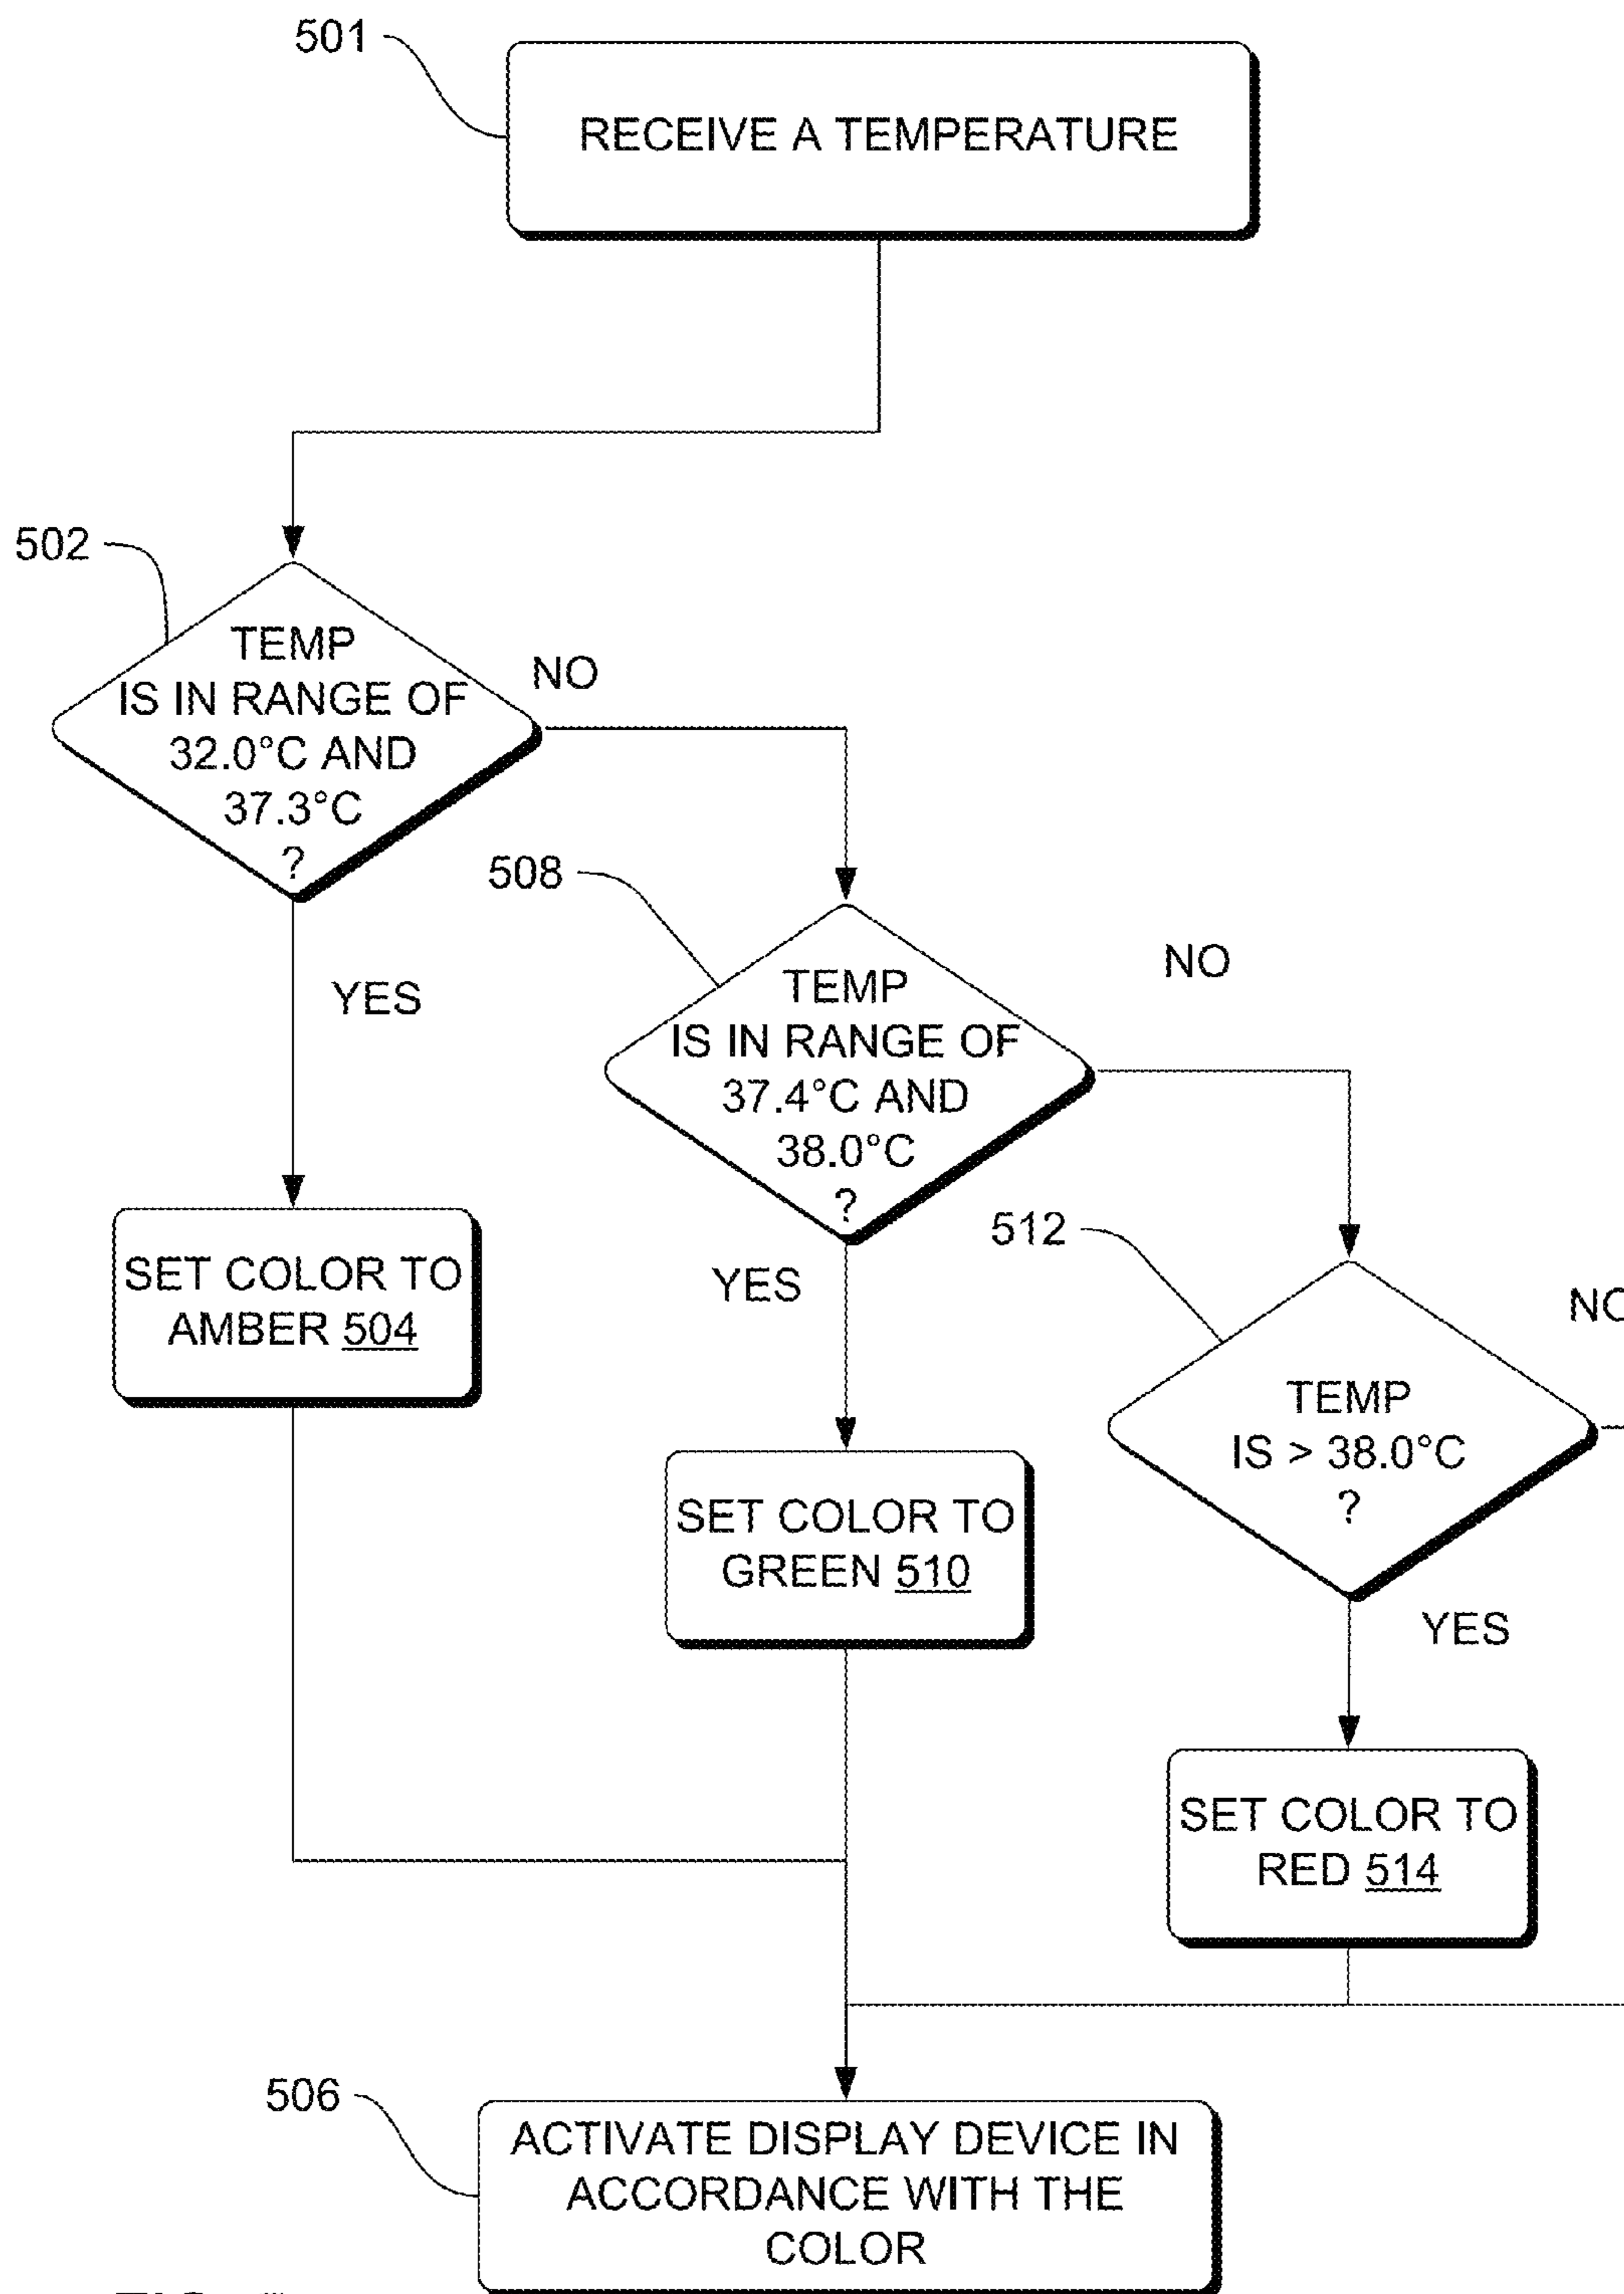 501
RECEIVE A TEMPERATURE
502
TEMP
IS IN RANGE OF
32.0°C AND
37.3°C
?
NO
YES
508
TEMP
IS IN RANGE OF
37.4°C AND
38.0°C
?
NO
YES
SET COLOR TO
AMBER 504
512
TEMP
IS > 38.0°C
?
NO
YES
SET COLOR TO
GREEN 510
SET COLOR TO
RED 514
506
ACTIVATE DISPLAY DEVICE IN
ACCORDANCE WITH THE
COLOR